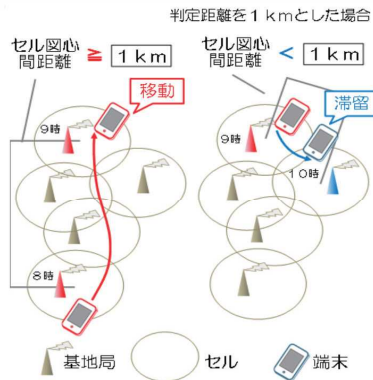 判定距離を1kmとした場合
セル図心
間距離
≧
1km
移動
9時
8時
セル図心
間距離
<
1km
滞留
9時
10時
基地局
セル
端末